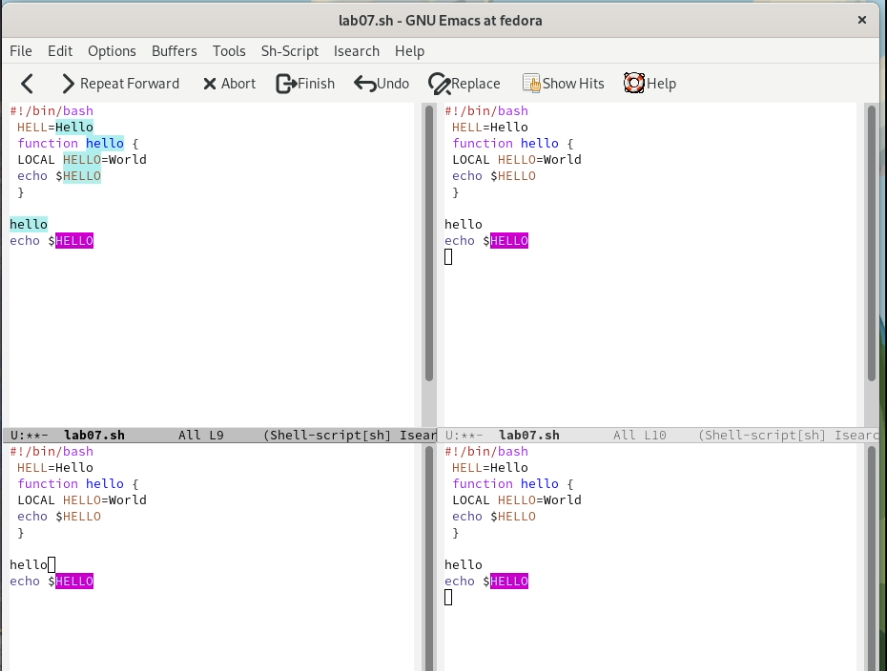 lab07.sh - GNU Emacs at fedora
File Edit Options Buffers Tools Sh-Script Isearch Help
Repeat Forward Abort Finish Undo Replace Show Hits Help
#!/bin/bash
HELL=Hello
function hello {
LOCAL HELLO=World
echo $HELLO
}
hello
echo $HELLO
U:**- lab07.sh All L9 (Shell-script[sh] Isear
#!/bin/bash
HELL=Hello
function hello {
LOCAL HELLO=World
echo $HELLO
}
hello
echo $HELLO
U:**- lab07.sh All L10 (Shell-script[sh] Isearc
#!/bin/bash
HELL=Hello
function hello {
LOCAL HELLO=World
echo $HELLO
}
hello
echo $HELLO
#!/bin/bash
HELL=Hello
function hello {
LOCAL HELLO=World
echo $HELLO
}
hello
echo $HELLO